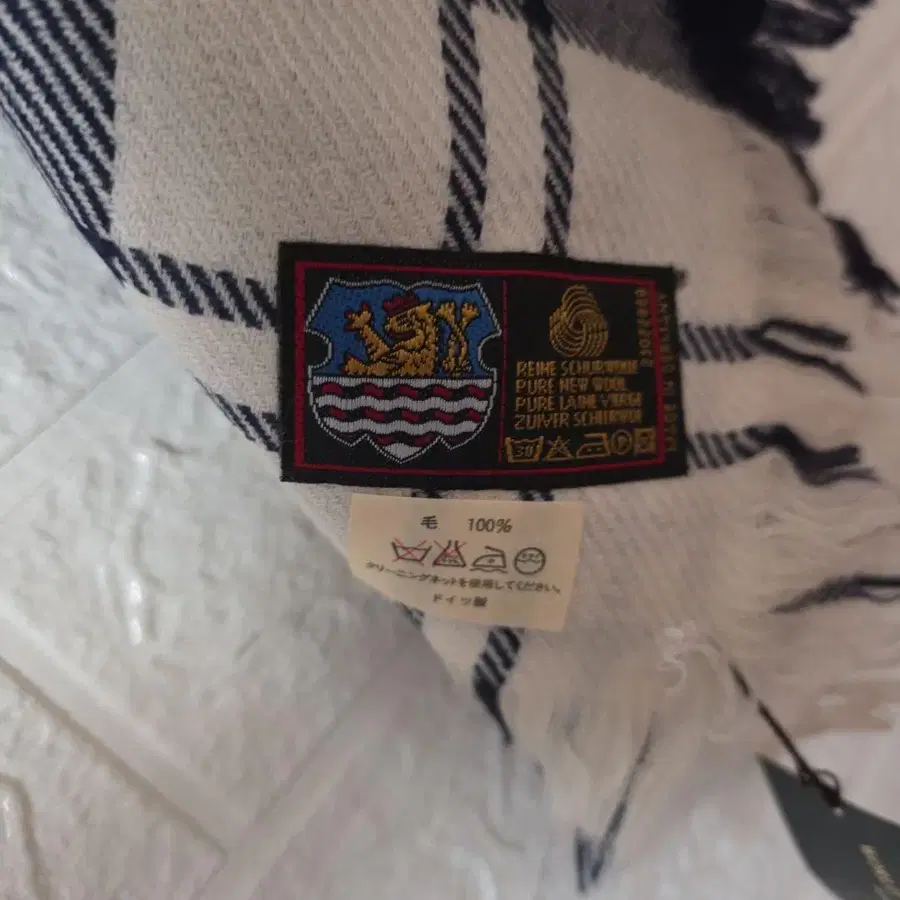 REINE SCHURWOLLE
PURE NEW WOOL
PURE LAINE VIERGE
ZUIVER SCHEERWOL
30
毛 100%
クリーニングネットを使用してください。
ドイツ製